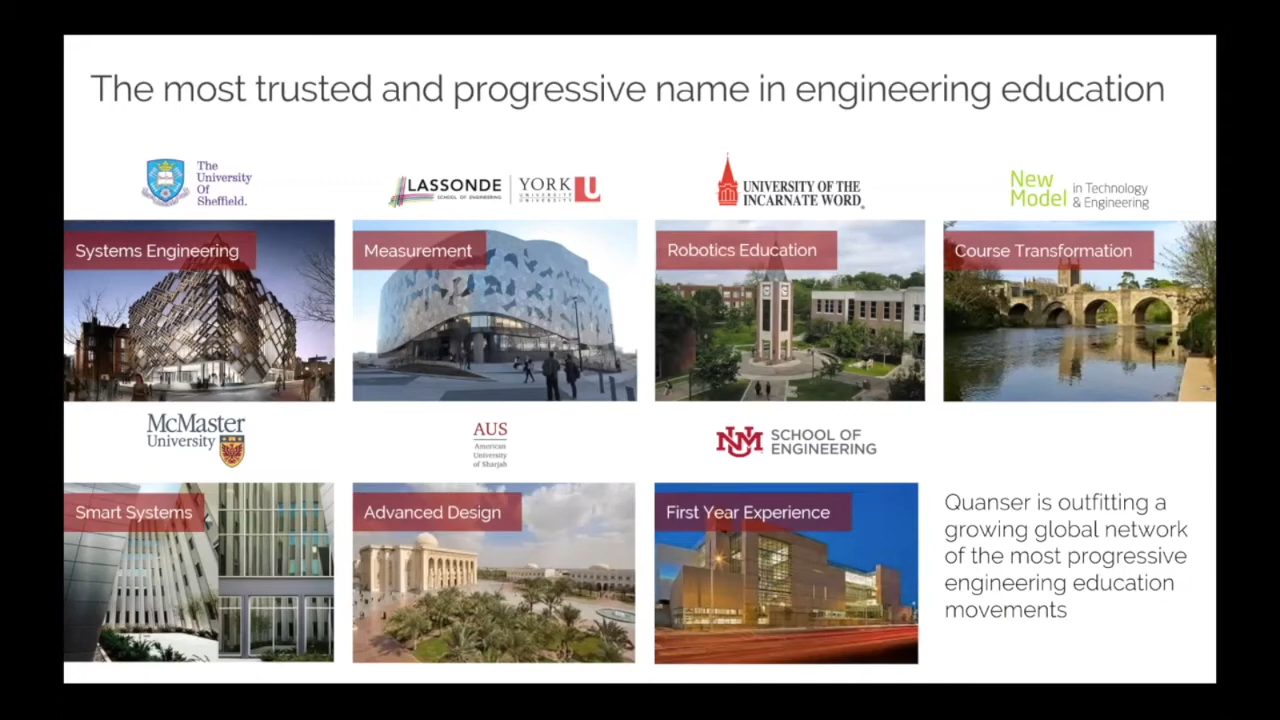 The most trusted and progressive name in engineering education
The
University
Of
Sheffield.
LASSONDE
SCHOOL OF ENGINEERING
YORK
UNIVERSITÉ
UNIVERSITY
U
UNIVERSITY OF THE
INCARNATE WORD
New
Model
in Technology
& Engineering
Systems Engineering
Measurement
Robotics Education
Course Transformation
McMaster
University
AUS
American
University
of Sharjah
NM
SCHOOL OF
ENGINEERING
Smart Systems
Advanced Design
First Year Experience
Quanser is outfitting a
growing global network
of the most progressive
engineering education
movements